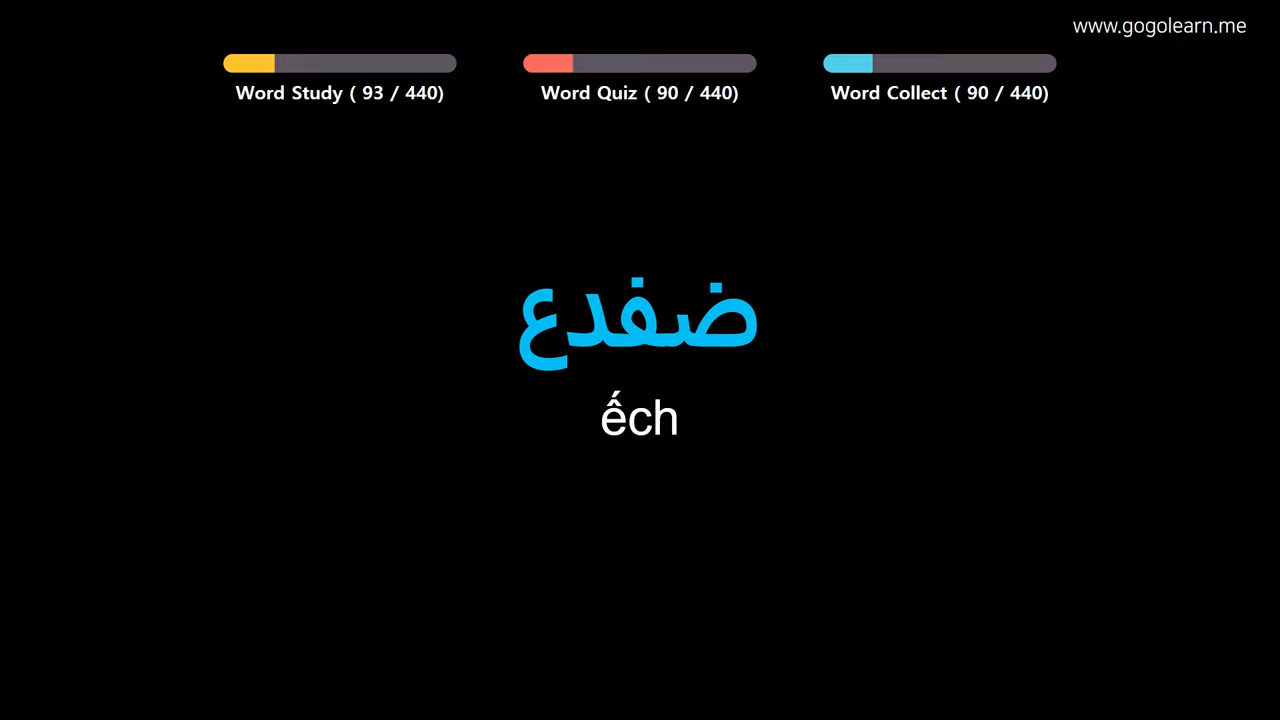 www.gogolearn.me
Word Study ( 93 / 440)
Word Quiz ( 90 / 440)
Word Collect ( 90 / 440)
ضفدع
ếch